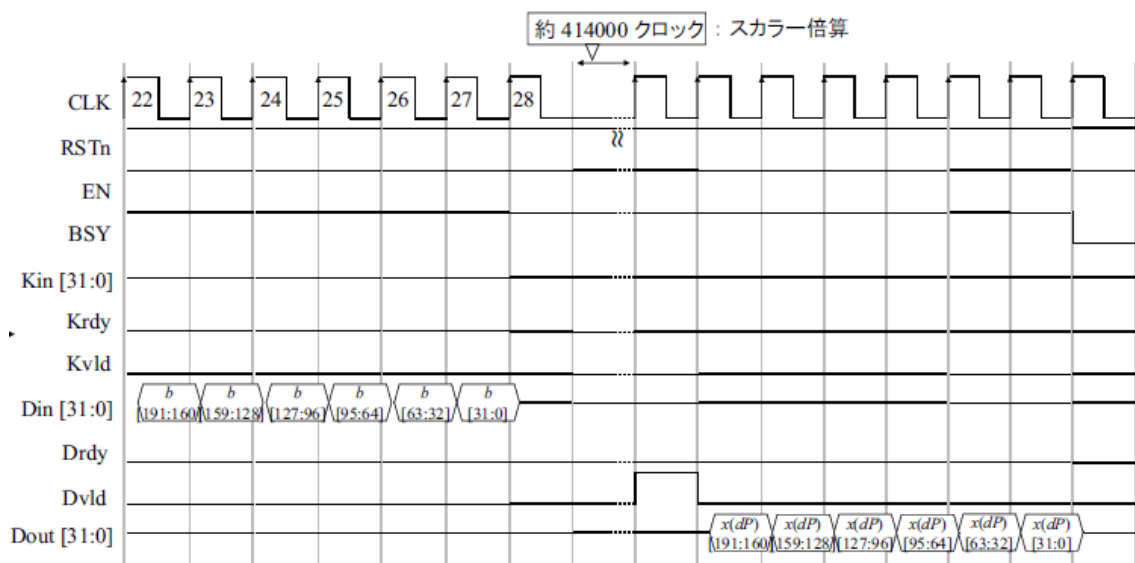 約 414000 クロック : スカラー倍算
CLK 22 23 24 25 26 27 28
RSTn
EN
BSY
Kin [31:0]
Krdy
Kvld
b b b b b b
Din [31:0] [191:160] [159:128] [127:96] [95:64] [63:32] [31:0]
Drdy
Dvld
x(dP) x(dP) x(dP) x(dP) x(dP) x(dP)
Dout [31:0] [191:160] [159:128] [127:96] [95:64] [63:32] [31:0]